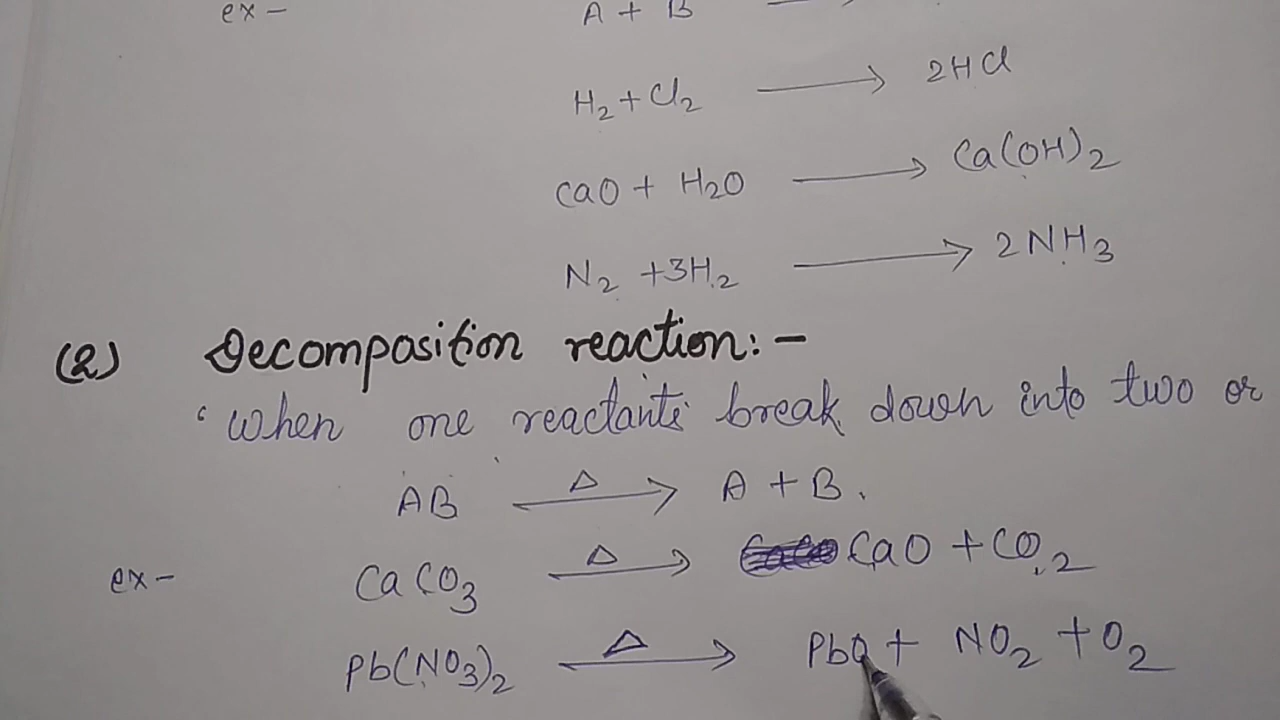 ex - A + B
H2 + Cl2 → 2HCl
CaO + H2O → Ca(OH)2
N2 + 3H2 → 2NH3
(2) Decomposition reaction:-
'When one reactants break down into two or
AB Δ→ A + B.
ex - CaCO3 Δ→ CaO + CO2
Pb(NO3)2 Δ→ PbO + NO2 + O2